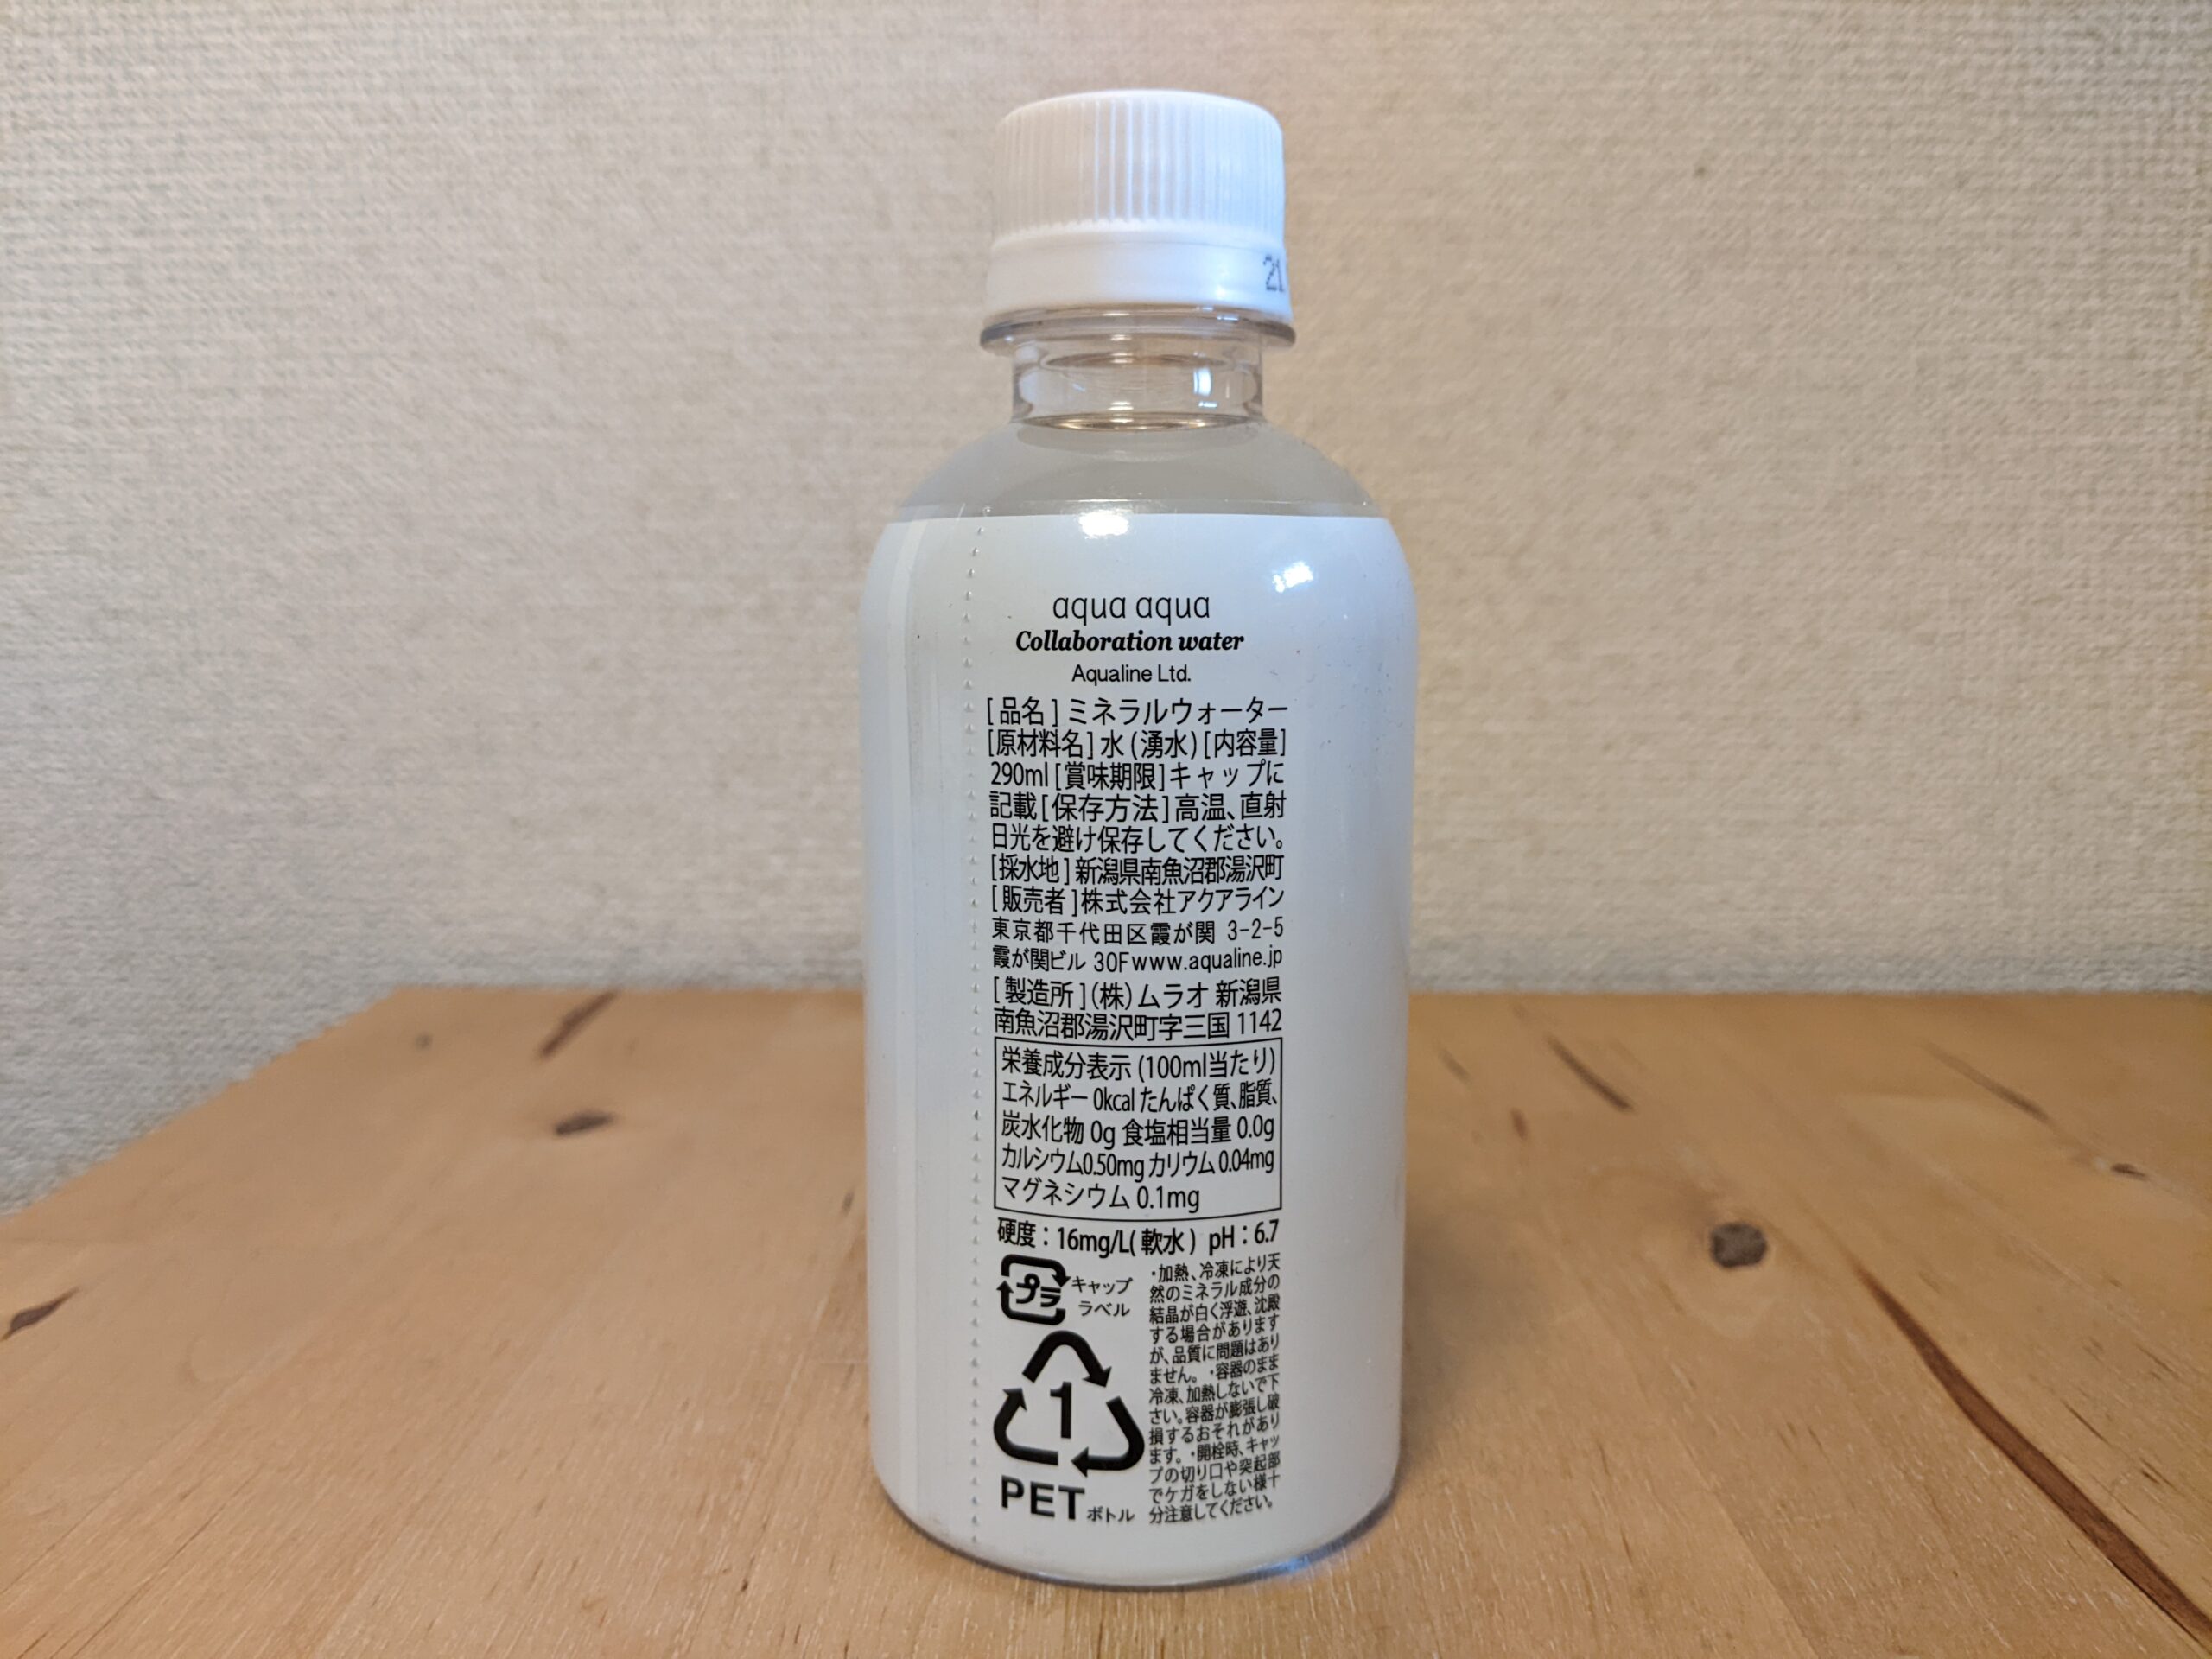 21.
aqua aqua
Collaboration water
Aqualine Ltd.
[品名]ミネラルウォーター
[原材料名]水(湧水)[内容量]
290ml[賞味期限]キャップに
記載[保存方法]高温、直射
日光を避け保存してください。
[採水地]新潟県南魚沼郡湯沢町
[販売者]株式会社アクアライン
東京都千代田区霞が関 3-2-5
霞が関ビル 30Fwww.aqualine.jp
[製造所](株)ムラオ 新潟県
南魚沼郡湯沢町字三国 1142
栄養成分表示(100ml当たり)
エネルギー 0kcal たんぱく質、脂質、
炭水化物 0g 食塩相当量 0.0g
カルシウム0.50mg カリウム 0.04mg
マグネシウム 0.1mg
硬度：16mg/L(軟水) pH：6.7
プラ
キャップ
ラベル
1
PET ボトル
・加熱、冷凍により天
然のミネラル成分の
結晶が白く浮遊、沈殿
する場合があります
が、品質に問題はあり
ません。・容器のまま
冷凍、加熱しないで下
さい。容器が膨張し破
損するおそれがあり
ます。・開栓時、キャッ
プの切り口や突起部
でケガをしない様十
分注意してください。